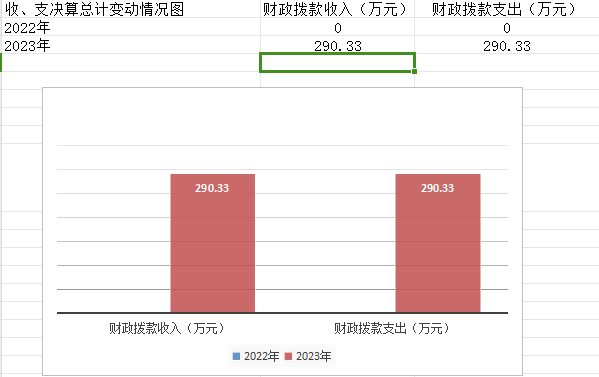 收、支决算总计变动情况图 财政拨款收入（万元） 财政拨款支出（万元）
2022年 0 0
2023年 290.33 290.33
290.33 290.33
财政拨款收入（万元） 财政拨款支出（万元）
2022年 2023年